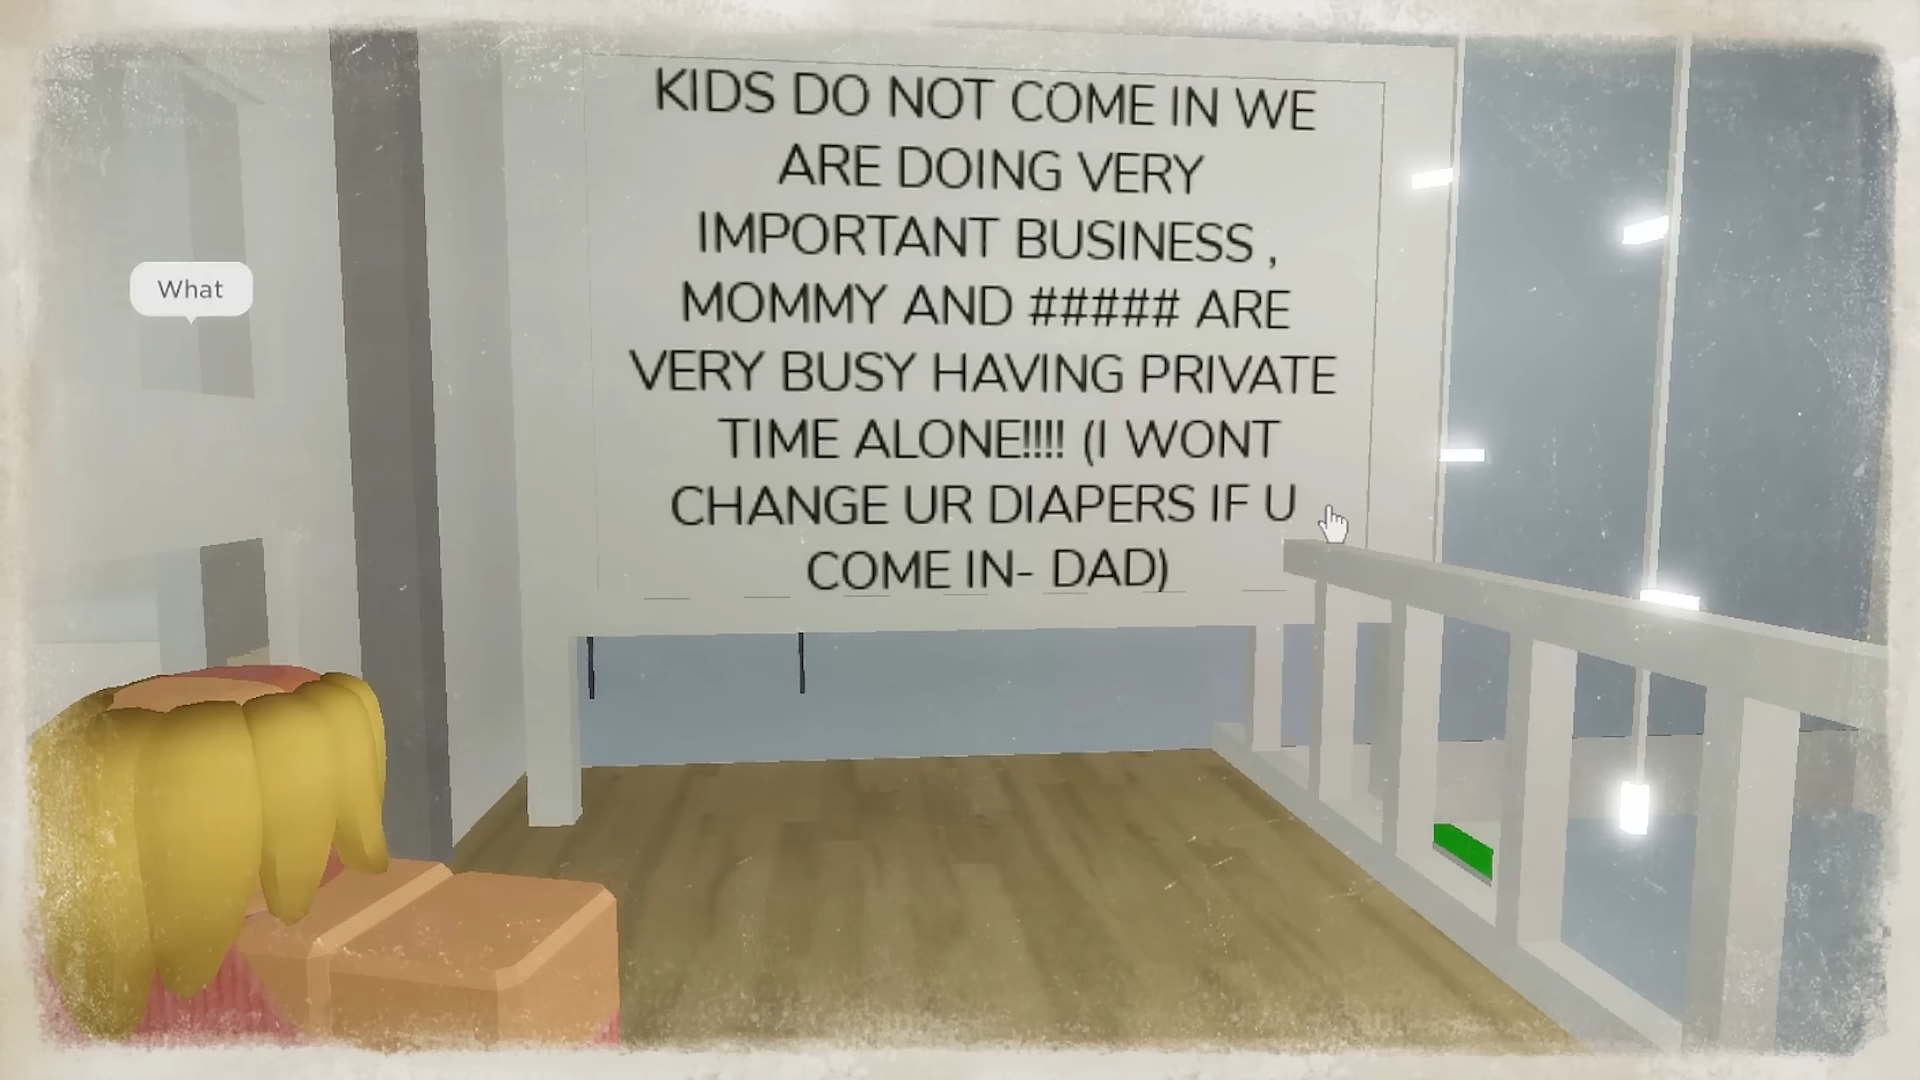 What
KIDS DO NOT COME IN WE
ARE DOING VERY
IMPORTANT BUSINESS ,
MOMMY AND ##### ARE
VERY BUSY HAVING PRIVATE
TIME ALONE!!!! (I WONT
CHANGE UR DIAPERS IF U
COME IN- DAD)